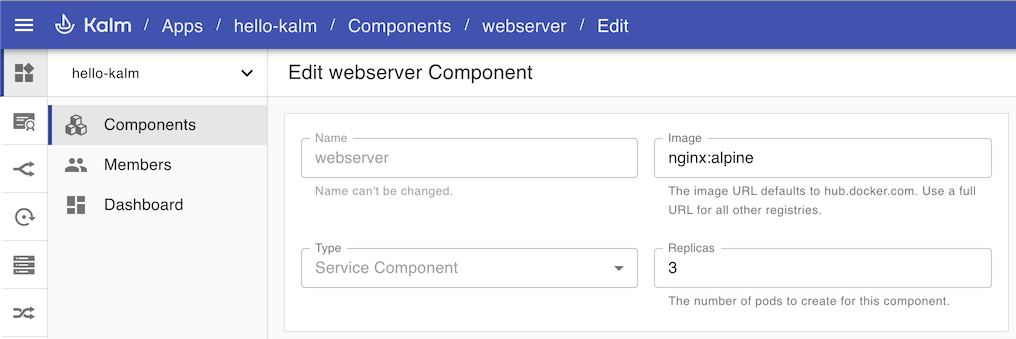 Kalm / Apps / hello-kalm / Components / webserver / Edit
hello-kalm
Edit webserver Component
Components
Members
Dashboard
Name
webserver
Name can't be changed.
Image
nginx:alpine
The image URL defaults to hub.docker.com. Use a full
URL for all other registries.
Type
Service Component
Replicas
3
The number of pods to create for this component.